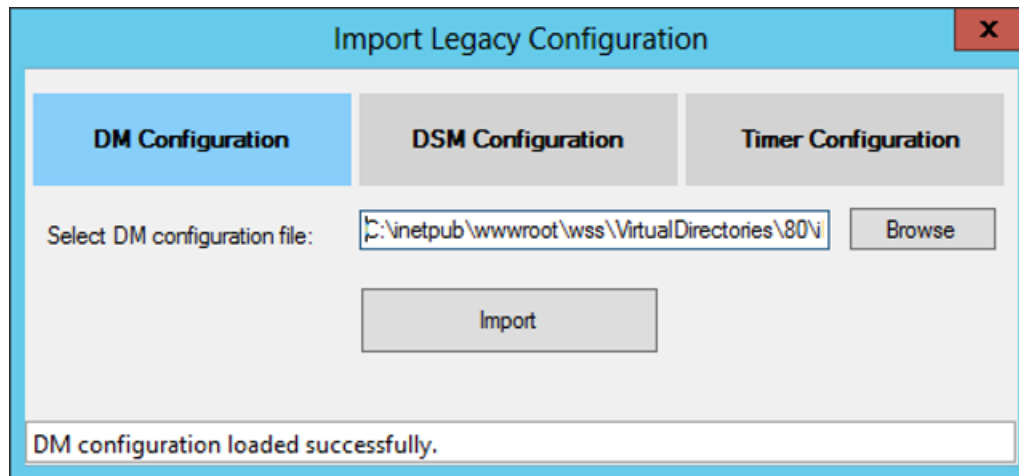 Import Legacy Configuration
x
DM Configuration DSM Configuration Timer Configuration
Select DM configuration file: C:\inetpub\wwwroot\wss\VirtualDirectories\80\i Browse
Import
DM configuration loaded successfully.